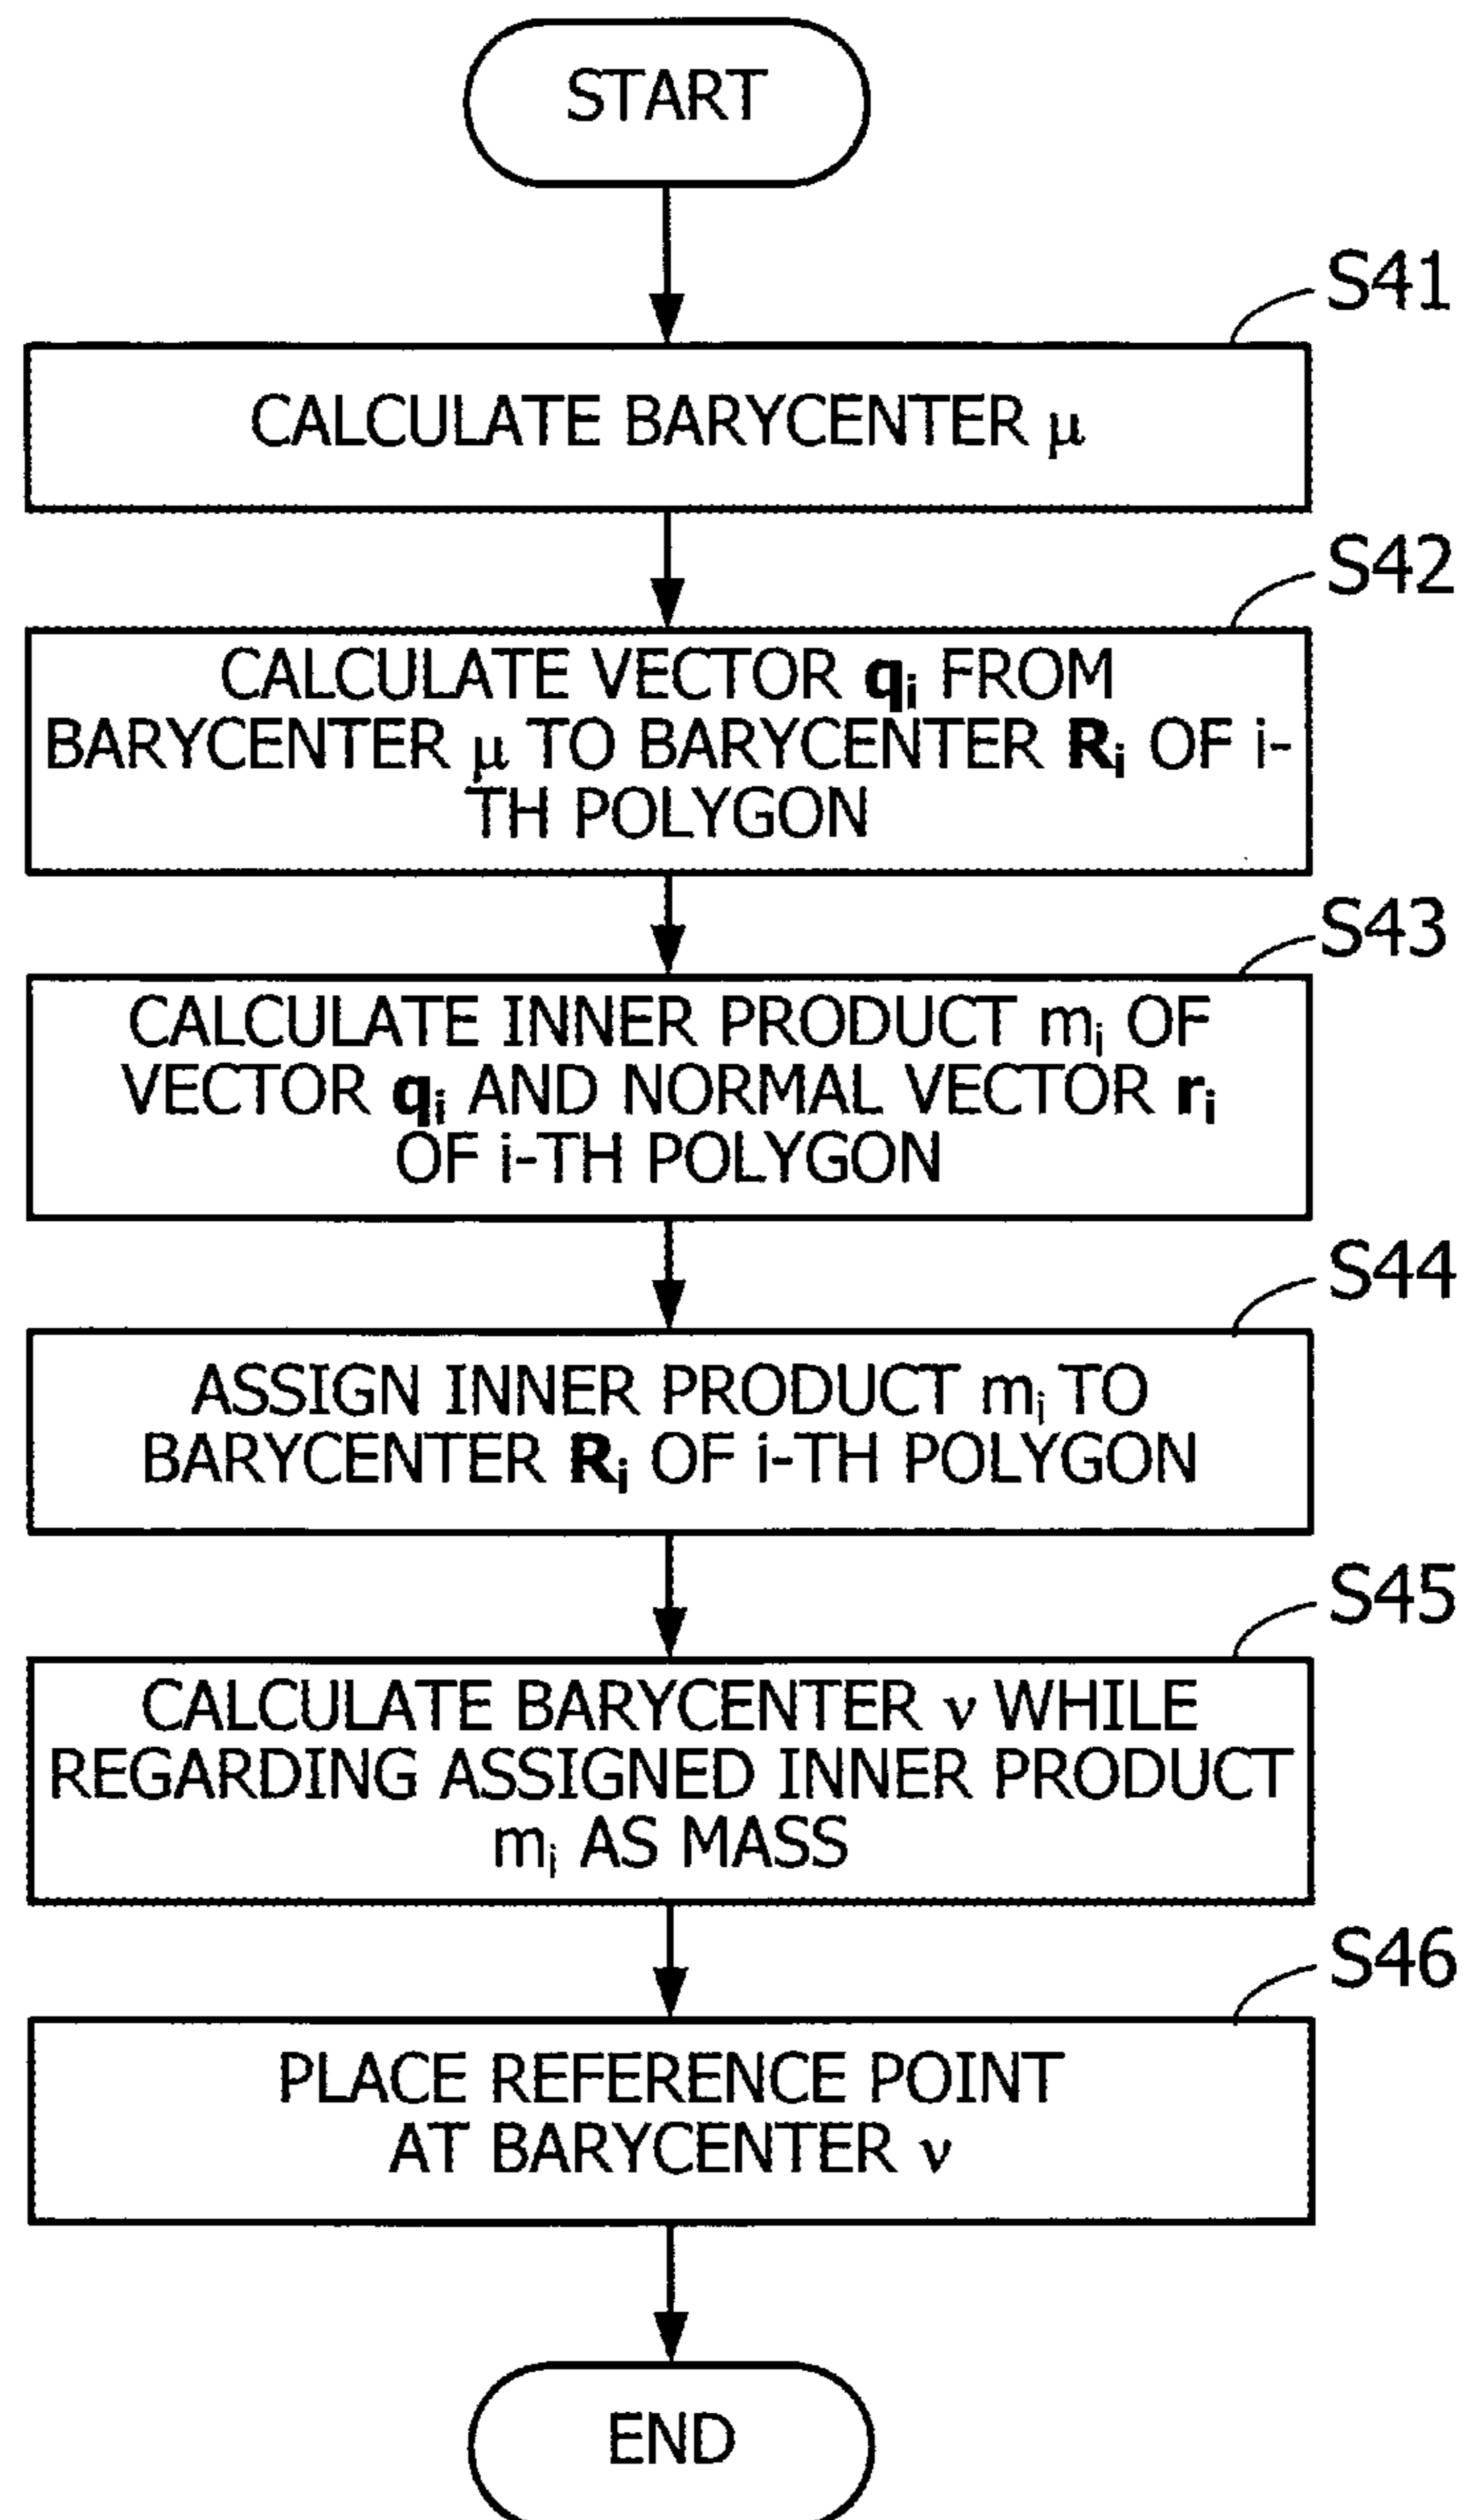 START
S41
CALCULATE BARYCENTER μ
S42
CALCULATE VECTOR qi FROM
BARYCENTER μ TO BARYCENTER Ri OF i-
TH POLYGON
S43
CALCULATE INNER PRODUCT mi OF
VECTOR qi AND NORMAL VECTOR ri
OF i-TH POLYGON
S44
ASSIGN INNER PRODUCT mi TO
BARYCENTER Ri OF i-TH POLYGON
S45
CALCULATE BARYCENTER ν WHILE
REGARDING ASSIGNED INNER PRODUCT
mi AS MASS
S46
PLACE REFERENCE POINT
AT BARYCENTER ν
END